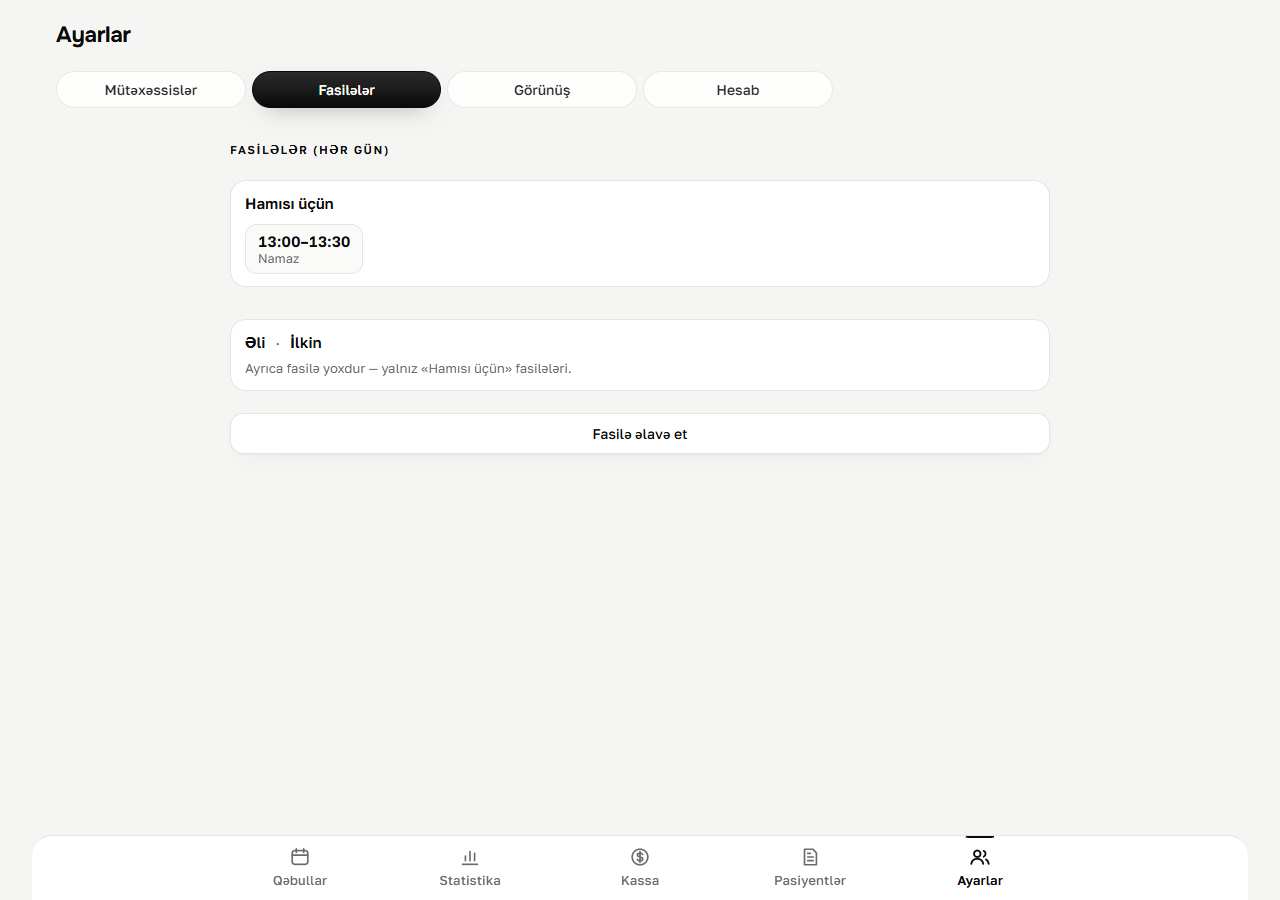 Ayarlar
Mütəxəssislər
Fasilələr
Görünüş
Hesab
FASİLƏLƏR (HƏR GÜN)
Hamısı üçün
13:00–13:30
Namaz
Əli · İlkin
Ayrıca fasilə yoxdur — yalnız «Hamısı üçün» fasilələri.
Fasilə əlavə et
Qəbullar
Statistika
Kassa
Pasiyentlər
Ayarlar